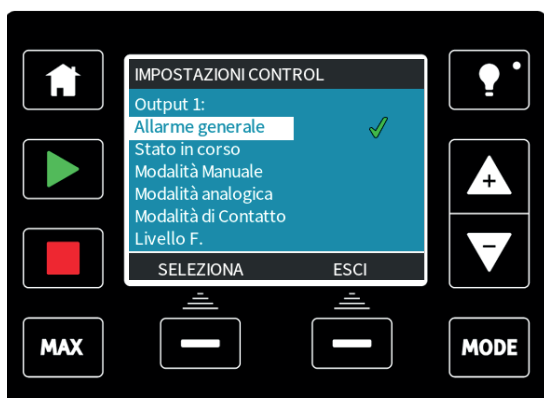 IMPOSTAZIONI CONTROL
Output 1:
Allarme generale
Stato in corso
Modalità Manuale
Modalità analogica
Modalità di Contatto
Livello F.
SELEZIONA ESCI
+
-
MAX
MODE